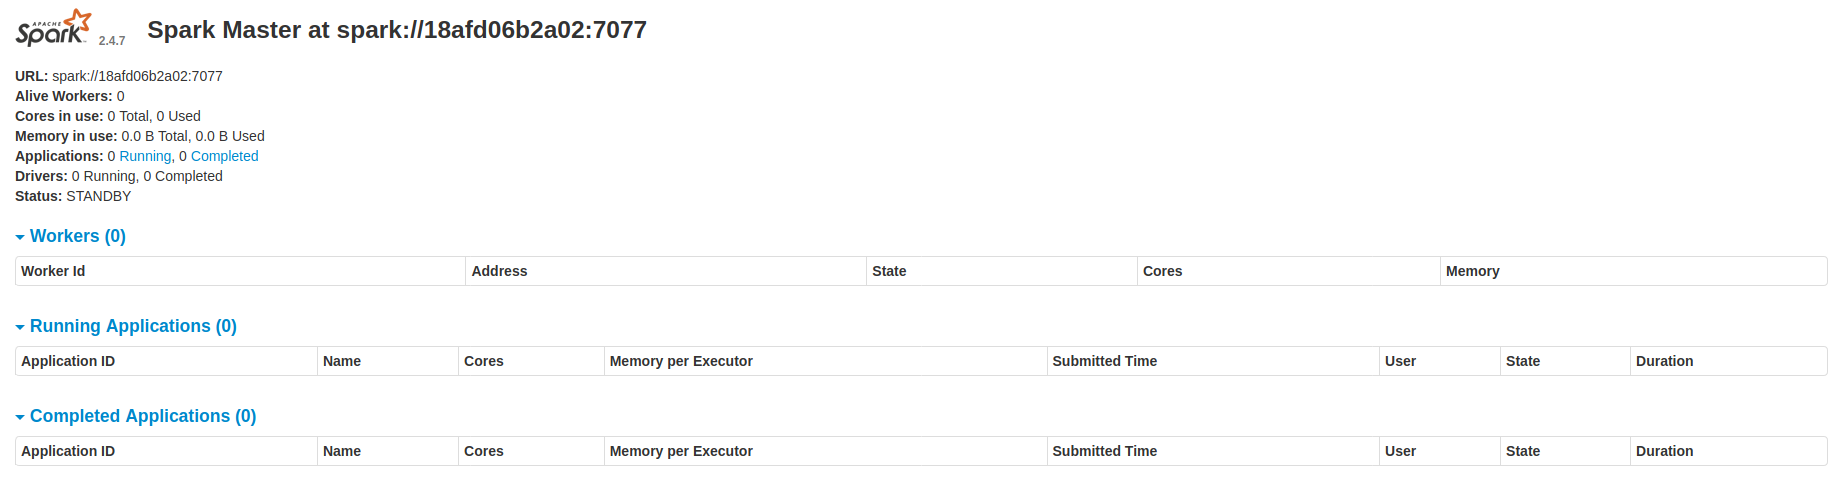 APACHE
Spark 2.4.7 Spark Master at spark://18afd06b2a02:7077
URL: spark://18afd06b2a02:7077
Alive Workers: 0
Cores in use: 0 Total, 0 Used
Memory in use: 0.0 B Total, 0.0 B Used
Applications: 0 Running, 0 Completed
Drivers: 0 Running, 0 Completed
Status: STANDBY
Workers (0)
Worker Id Address State Cores Memory
Running Applications (0)
Application ID Name Cores Memory per Executor Submitted Time User State Duration
Completed Applications (0)
Application ID Name Cores Memory per Executor Submitted Time User State Duration